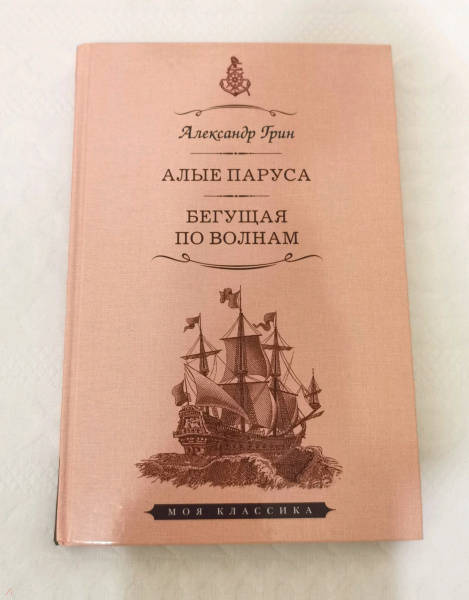 Александр Грин
АЛЫЕ ПАРУСА
БЕГУЩАЯ
ПО ВОЛНАМ
МОЯ КЛАССИКА